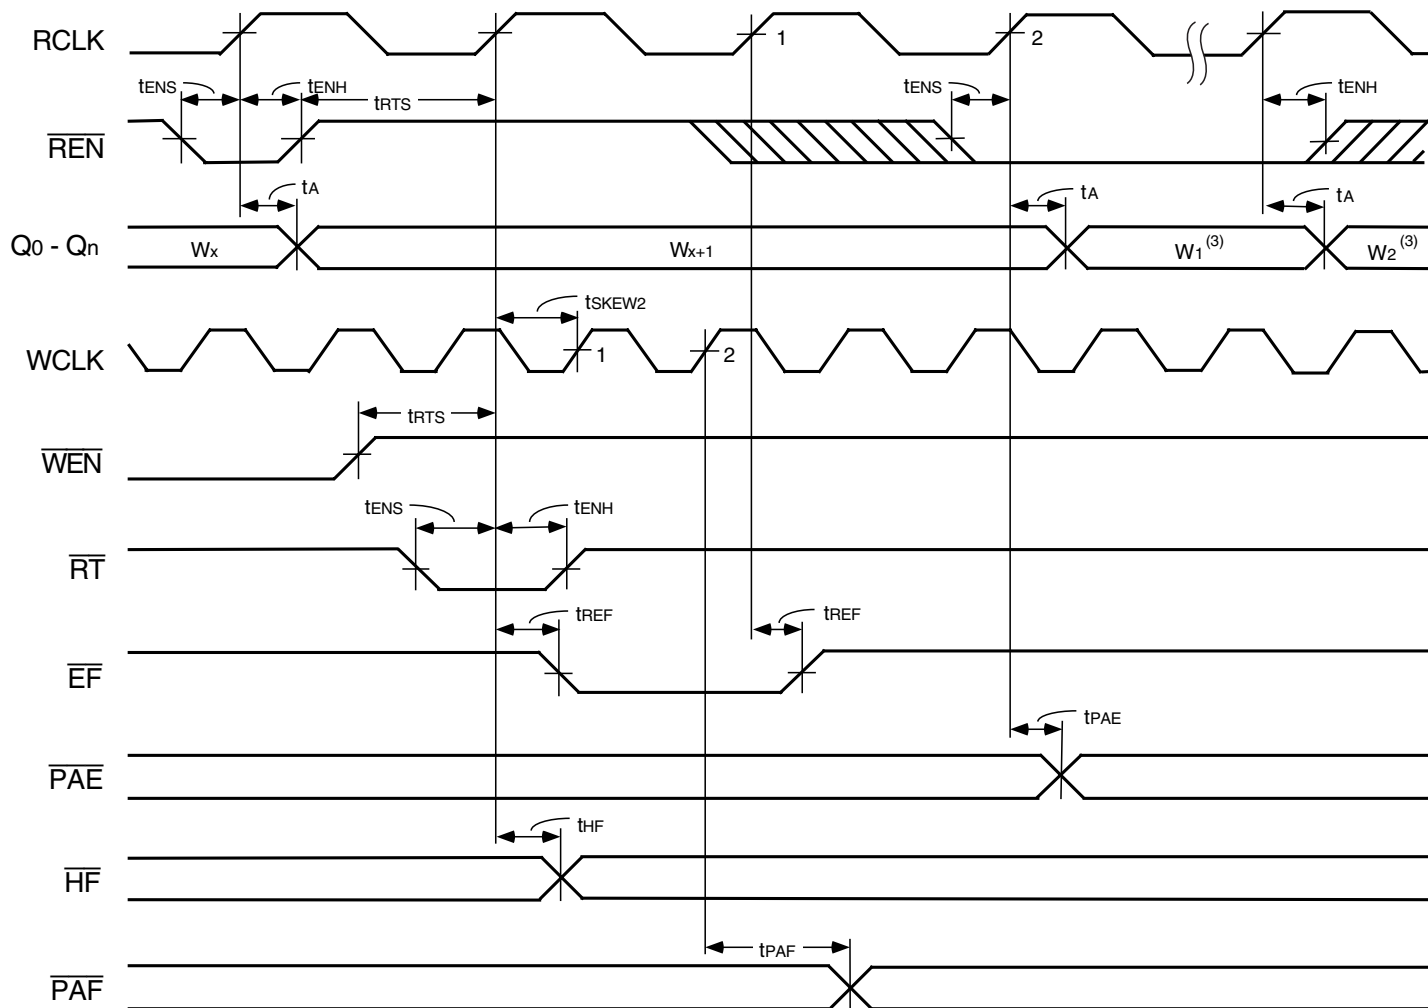 RCLK
1
2
tENS
tENH
tRTS
tENS
tENH
REN
tA
tA
tA
Q0 - Qn
Wx
Wx+1
W1(3)
W2(3)
tSKEW2
WCLK
1
2
tRTS
WEN
tENS
tENH
RT
tREF
tREF
EF
tPAE
PAE
tHF
HF
tPAF
PAF